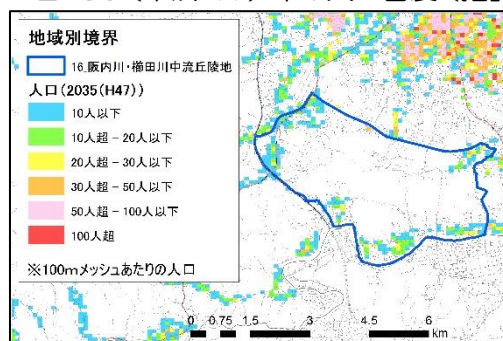 地域別境界
16_阪内川・櫛田川中流丘陵地
人口(2035(H47))
10人以下
10人超 - 20人以下
20人超 - 30人以下
30人超 - 50人以下
50人超 - 100人以下
100人超
※100mメッシュあたりの人口
0 0.75 1.5 3 4.5 6
km